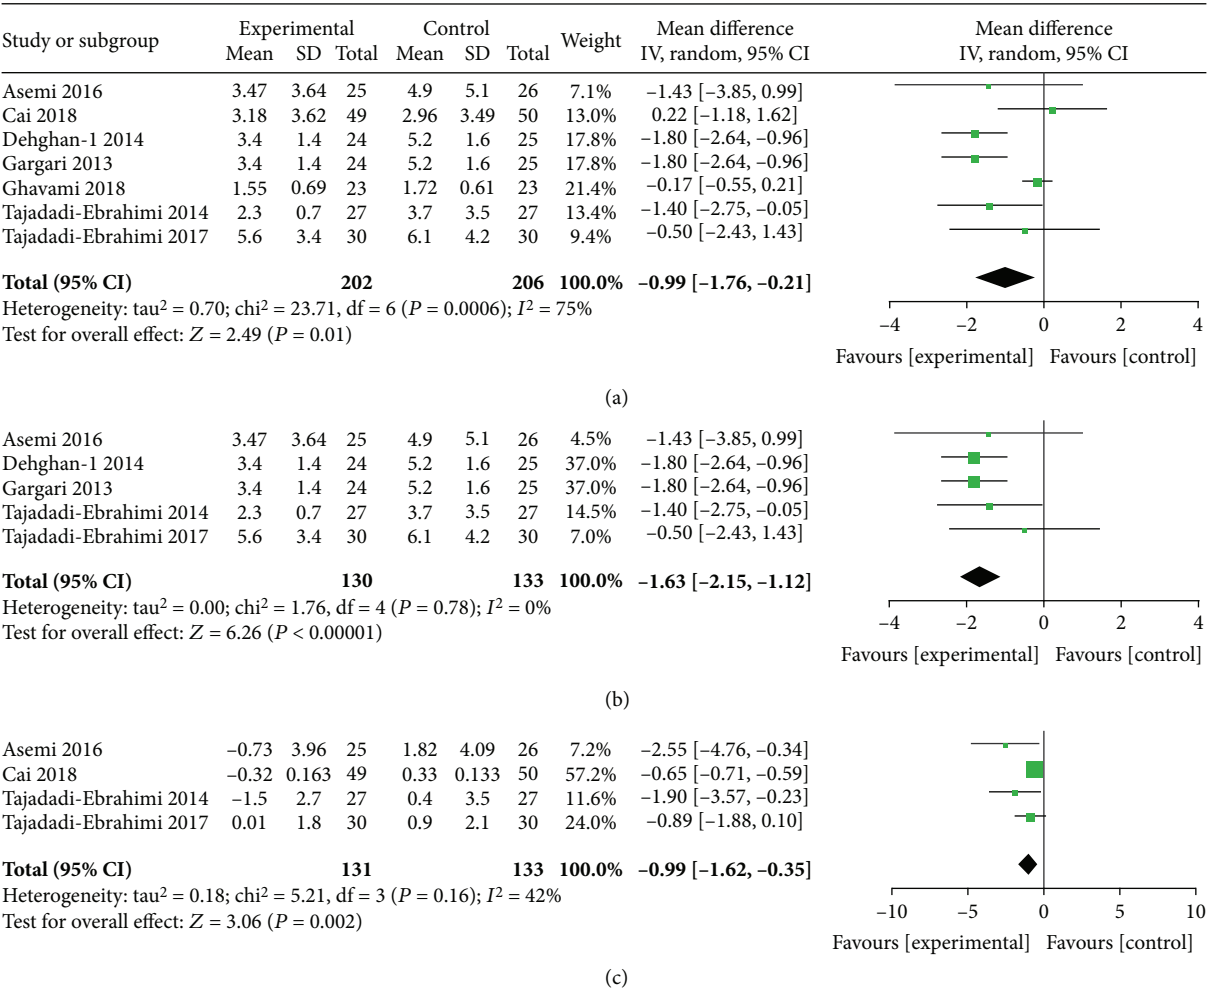 Study or subgroup Experimental Control Weight Mean difference Mean difference
Mean SD Total Mean SD Total IV, random, 95% CI IV, random, 95% CI
Asemi 2016 3.47 3.64 25 4.9 5.1 26 7.1% –1.43 [–3.85, 0.99]
Cai 2018 3.18 3.62 49 2.96 3.49 50 13.0% 0.22 [–1.18, 1.62]
Dehghan-1 2014 3.4 1.4 24 5.2 1.6 25 17.8% –1.80 [–2.64, –0.96]
Gargari 2013 3.4 1.4 24 5.2 1.6 25 17.8% –1.80 [–2.64, –0.96]
Ghavami 2018 1.55 0.69 23 1.72 0.61 23 21.4% –0.17 [–0.55, 0.21]
Tajadadi-Ebrahimi 2014 2.3 0.7 27 3.7 3.5 27 13.4% –1.40 [–2.75, –0.05]
Tajadadi-Ebrahimi 2017 5.6 3.4 30 6.1 4.2 30 9.4% –0.50 [–2.43, 1.43]
Total (95% CI) 202 206 100.0% –0.99 [–1.76, –0.21]
Heterogeneity: tau² = 0.70; chi² = 23.71, df = 6 (P = 0.0006); I² = 75%
Test for overall effect: Z = 2.49 (P = 0.01)
–4 –2 0 2 4
Favours [experimental] Favours [control]
(a)
Asemi 2016 3.47 3.64 25 4.9 5.1 26 4.5% –1.43 [–3.85, 0.99]
Dehghan-1 2014 3.4 1.4 24 5.2 1.6 25 37.0% –1.80 [–2.64, –0.96]
Gargari 2013 3.4 1.4 24 5.2 1.6 25 37.0% –1.80 [–2.64, –0.96]
Tajadadi-Ebrahimi 2014 2.3 0.7 27 3.7 3.5 27 14.5% –1.40 [–2.75, –0.05]
Tajadadi-Ebrahimi 2017 5.6 3.4 30 6.1 4.2 30 7.0% –0.50 [–2.43, 1.43]
Total (95% CI) 130 133 100.0% –1.63 [–2.15, –1.12]
Heterogeneity: tau² = 0.00; chi² = 1.76, df = 4 (P = 0.78); I² = 0%
Test for overall effect: Z = 6.26 (P < 0.00001)
–4 –2 0 2 4
Favours [experimental] Favours [control]
(b)
Asemi 2016 –0.73 3.96 25 1.82 4.09 26 7.2% –2.55 [–4.76, –0.34]
Cai 2018 –0.32 0.163 49 0.33 0.133 50 57.2% –0.65 [–0.71, –0.59]
Tajadadi-Ebrahimi 2014 –1.5 2.7 27 0.4 3.5 27 11.6% –1.90 [–3.57, –0.23]
Tajadadi-Ebrahimi 2017 0.01 1.8 30 0.9 2.1 30 24.0% –0.89 [–1.88, 0.10]
Total (95% CI) 131 133 100.0% –0.99 [–1.62, –0.35]
Heterogeneity: tau² = 0.18; chi² = 5.21, df = 3 (P = 0.16); I² = 42%
Test for overall effect: Z = 3.06 (P = 0.002)
–10 –5 0 5 10
Favours [experimental] Favours [control]
(c)